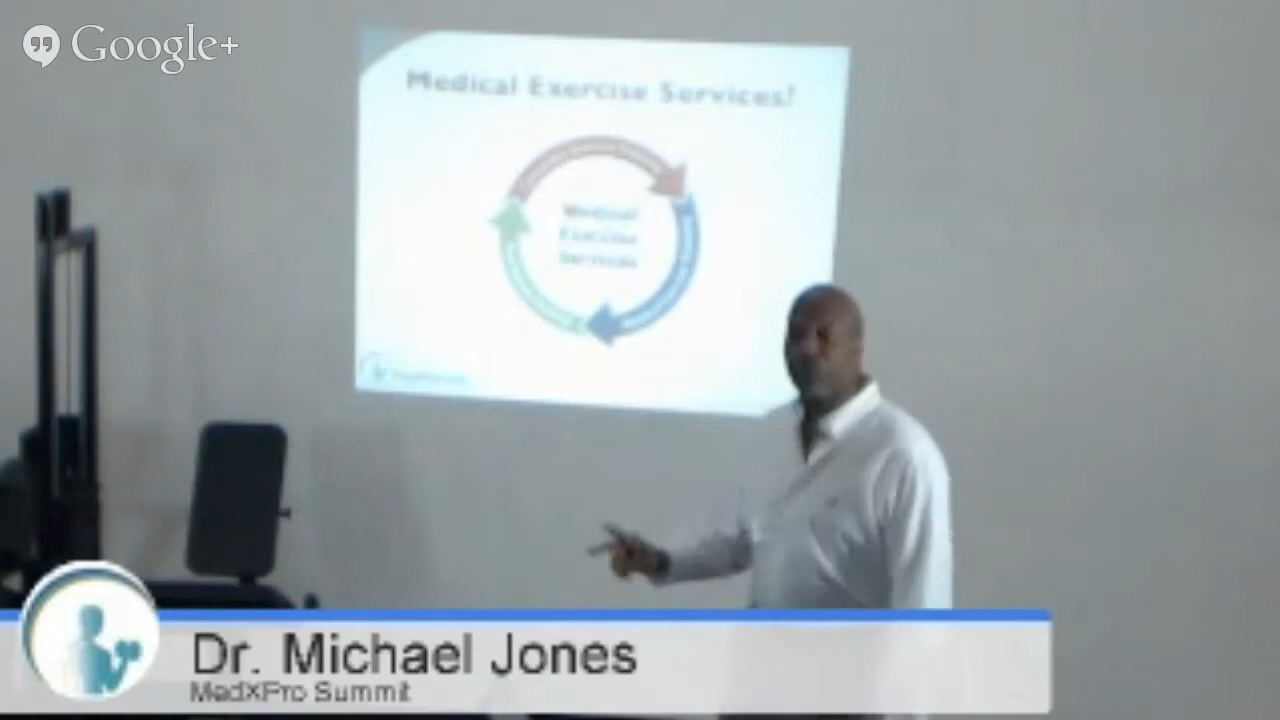 Google+
Medical Exercise Services!
Medical
Exercise
Services
Dr. Michael Jones
MedXPro Summit